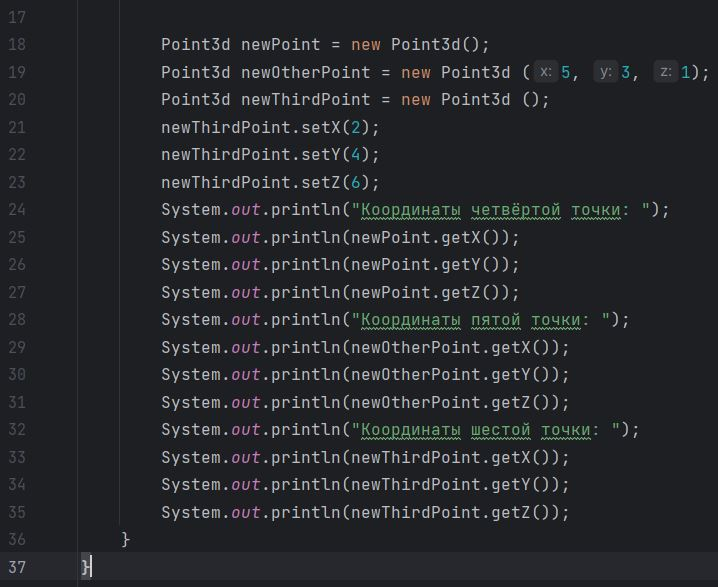 17
18 Point3d newPoint = new Point3d();
19 Point3d newOtherPoint = new Point3d ( x: 5, y: 3, z: 1);
20 Point3d newThirdPoint = new Point3d ();
21 newThirdPoint.setX(2);
22 newThirdPoint.setY(4);
23 newThirdPoint.setZ(6);
24 System.out.println("Координаты четвёртой точки: ");
25 System.out.println(newPoint.getX());
26 System.out.println(newPoint.getY());
27 System.out.println(newPoint.getZ());
28 System.out.println("Координаты пятой точки: ");
29 System.out.println(newOtherPoint.getX());
30 System.out.println(newOtherPoint.getY());
31 System.out.println(newOtherPoint.getZ());
32 System.out.println("Координаты шестой точки: ");
33 System.out.println(newThirdPoint.getX());
34 System.out.println(newThirdPoint.getY());
35 System.out.println(newThirdPoint.getZ());
36 }
37 }